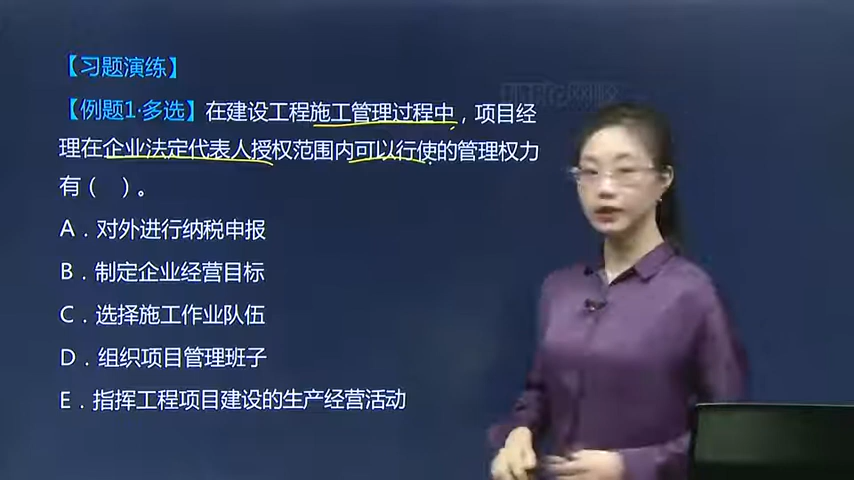 【习题演练】
【例题1·多选】在建设工程施工管理过程中，项目经
理在企业法定代表人授权范围内可以行使的管理权力
有（ ）。
A．对外进行纳税申报
B．制定企业经营目标
C．选择施工作业队伍
D．组织项目管理班子
E．指挥工程项目建设的生产经营活动